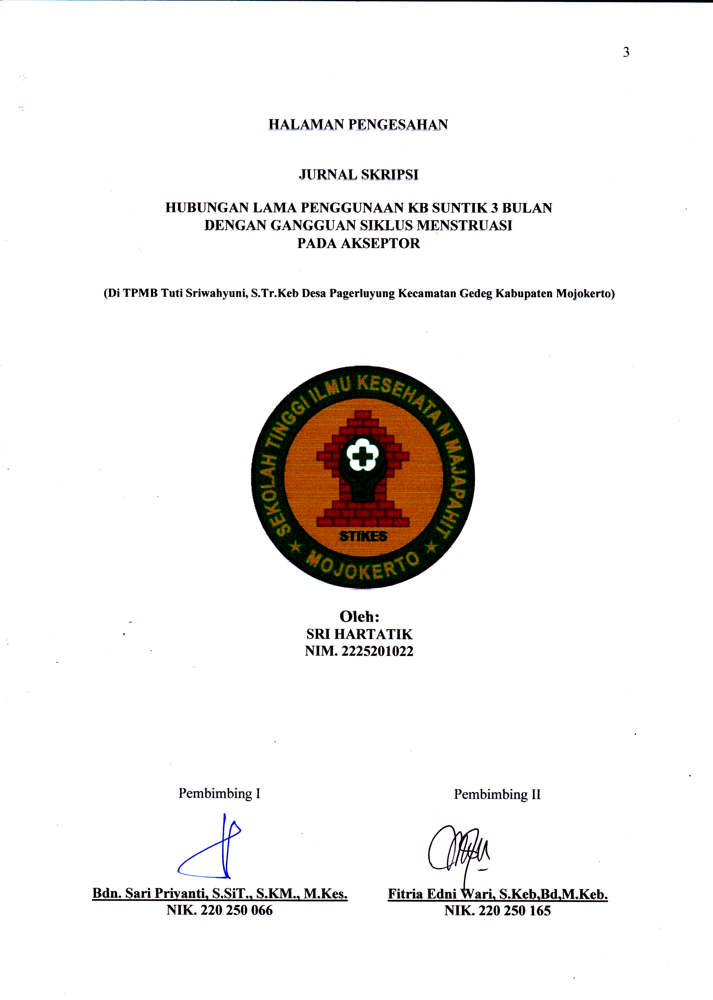 3
HALAMAN PENGESAHAN
JURNAL SKRIPSI
HUBUNGAN LAMA PENGGUNAAN KB SUNTIK 3 BULAN
DENGAN GANGGUAN SIKLUS MENSTRUASI
PADA AKSEPTOR
(Di TPMB Tuti Sriwahyuni, S.Tr.Keb Desa Pagerluyung Kecamatan Gedeg Kabupaten Mojokerto)
SEKOLAH TINGGI ILMU KESEHATA N MAJAPAHIT
STIKES
MOJOKERTO
Oleh:
SRI HARTATIK
NIM. 2225201022
Pembimbing I
Pembimbing II
Bdn. Sari Priyanti, S.SiT., S.KM., M.Kes.
Fitria Edni Wari, S.Keb,Bd,M.Keb.
NIK. 220 250 066
NIK. 220 250 165